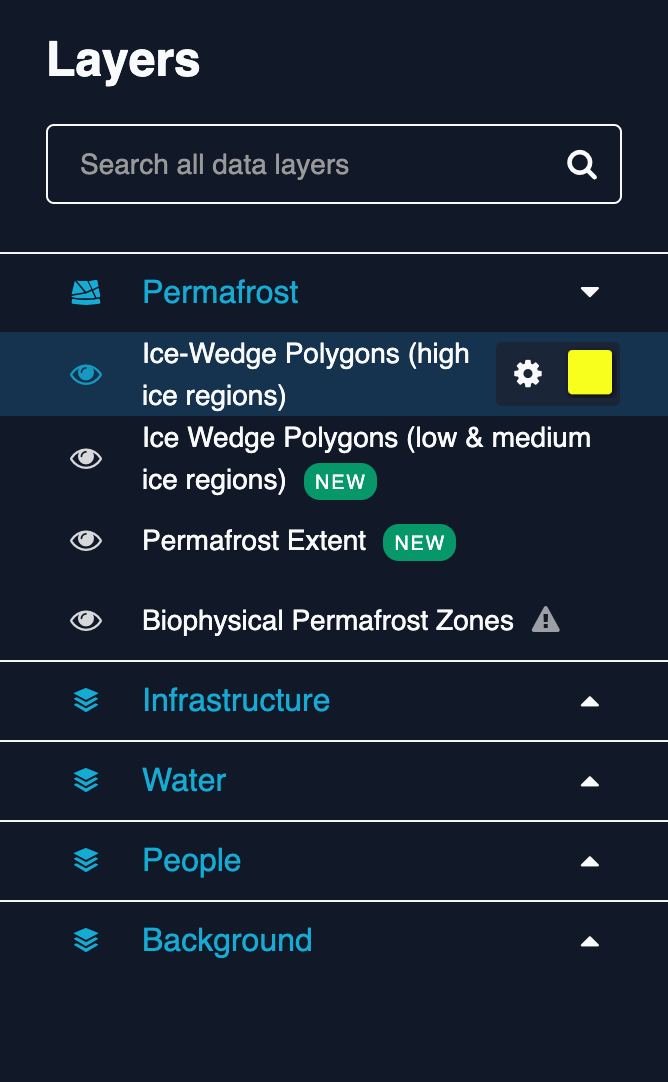 Layers
Search all data layers
Permafrost
Ice-Wedge Polygons (high
ice regions)
Ice Wedge Polygons (low & medium
ice regions) NEW
Permafrost Extent NEW
Biophysical Permafrost Zones
Infrastructure
Water
People
Background